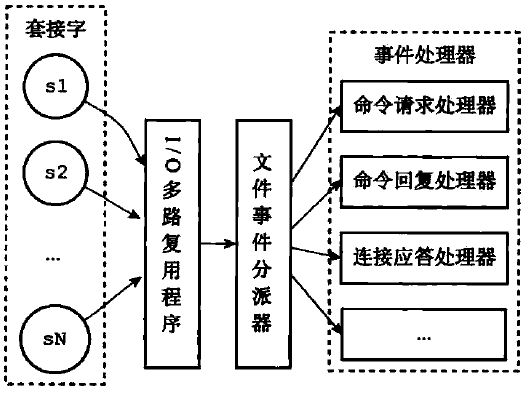 套接字
s1
s2
...
sN
I/O多路复用程序
文件事件分派器
事件处理器
命令请求处理器
命令回复处理器
连接应答处理器
...